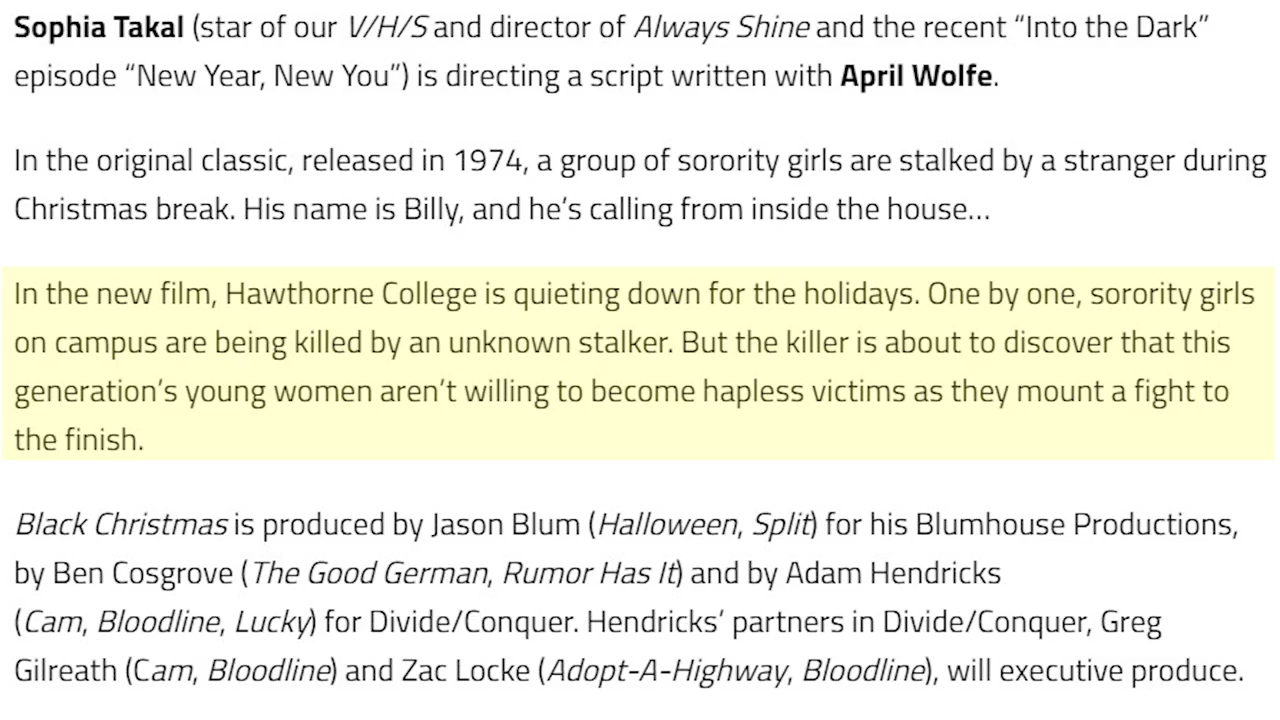 Sophia Takal (star of our V/H/S and director of Always Shine and the recent “Into the Dark”
episode “New Year, New You”) is directing a script written with April Wolfe.
In the original classic, released in 1974, a group of sorority girls are stalked by a stranger during
Christmas break. His name is Billy, and he’s calling from inside the house…
In the new film, Hawthorne College is quieting down for the holidays. One by one, sorority girls
on campus are being killed by an unknown stalker. But the killer is about to discover that this
generation’s young women aren’t willing to become hapless victims as they mount a fight to
the finish.
Black Christmas is produced by Jason Blum (Halloween, Split) for his Blumhouse Productions,
by Ben Cosgrove (The Good German, Rumor Has It) and by Adam Hendricks
(Cam, Bloodline, Lucky) for Divide/Conquer. Hendricks’ partners in Divide/Conquer, Greg
Gilreath (Cam, Bloodline) and Zac Locke (Adopt-A-Highway, Bloodline), will executive produce.